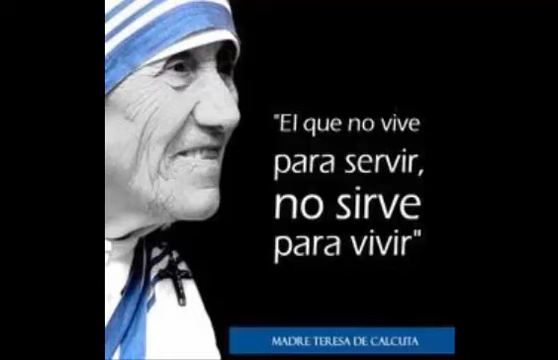 "El que no vive
para servir,
no sirve
para vivir"
MADRE TERESA DE CALCUTA